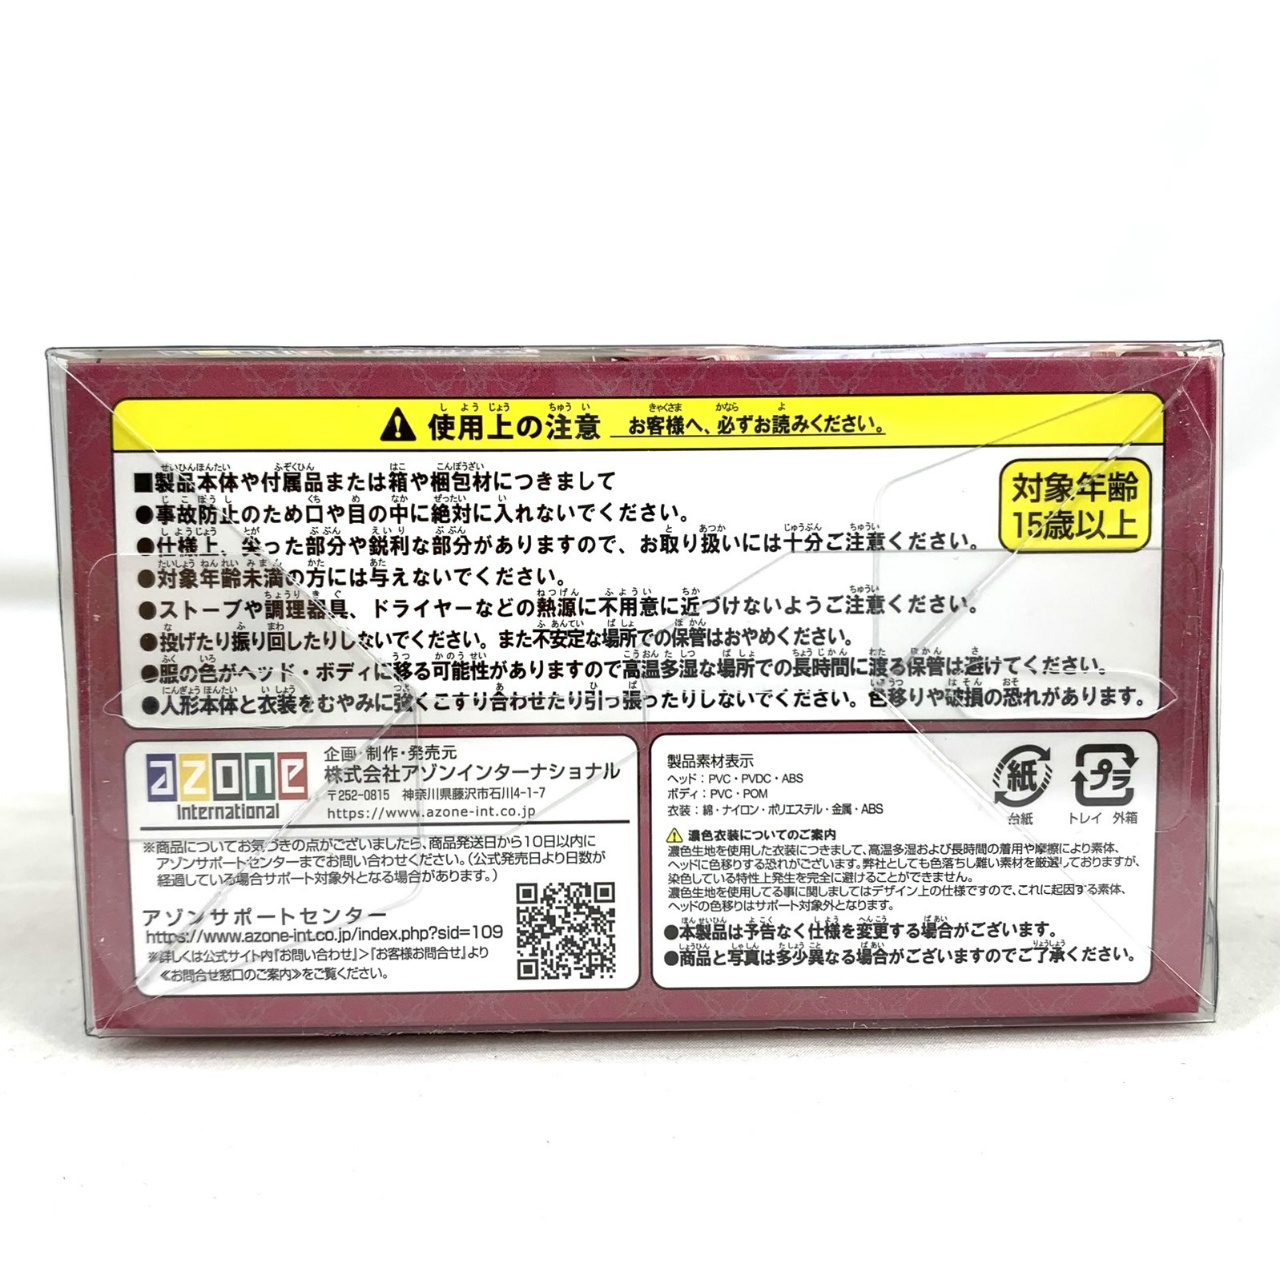 使用上の注意 お客様へ、必ずお読みください。
■製品本体や付属品または箱や梱包材につきまして
●事故防止のため口や目の中に絶対に入れないでください。
●仕様上、尖った部分や鋭利な部分がありますので、お取り扱いには十分ご注意ください。
●対象年齢未満の方には与えないでください。
●ストーブや調理器具、ドライヤーなどの熱源に不用意に近づけないようご注意ください。
●投げたり振り回したりしないでください。また不安定な場所での保管はおやめください。
●服の色がヘッド・ボディに移る可能性がありますので高温多湿な場所での長時間に渡る保管は避けてください。
●人形本体と衣装をむやみに強くこすり合わせたり引っ張ったりしないでください。色移りや破損の恐れがあります。
対象年齢
15歳以上
azone
International
企画・制作・発売元
株式会社アゾンインターナショナル
〒252-0815 神奈川県藤沢市石川4-1-7
https://www.azone-int.co.jp
※商品についてお気づきの点がございましたら、商品発送日から10日以内に
アゾンサポートセンターまでお問い合わせください。(公式発売日より日数が
経過している場合サポート対象外となる場合があります。)
アゾンサポートセンター
https://www.azone-int.co.jp/index.php?sid=109
※詳しくは公式サイト内『お問い合わせ』>『お客様お問合せ』より
≪お問合せ窓口のご案内≫をご覧ください。
製品素材表示
ヘッド：PVC・PVDC・ABS
ボディ：PVC・POM
衣装：綿・ナイロン・ポリエステル・金属・ABS
紙
台紙
プラ
トレイ 外箱
濃色衣装についてのご案内
濃色生地を使用した衣装につきまして、高温多湿および長時間の着用や摩擦により素体、
ヘッドに色移りする恐れがございます。弊社としても色落ちし難い素材を厳選しておりますが、
染色している特性上発生を完全に避けることができません。
濃色生地を使用してる事に関しましてはデザイン上の仕様ですので、これに起因する素体、
ヘッドの色移りはサポート対象外となります。
●本製品は予告なく仕様を変更する場合がございます。
●商品と写真は多少異なる場合がございますのでご了承ください。